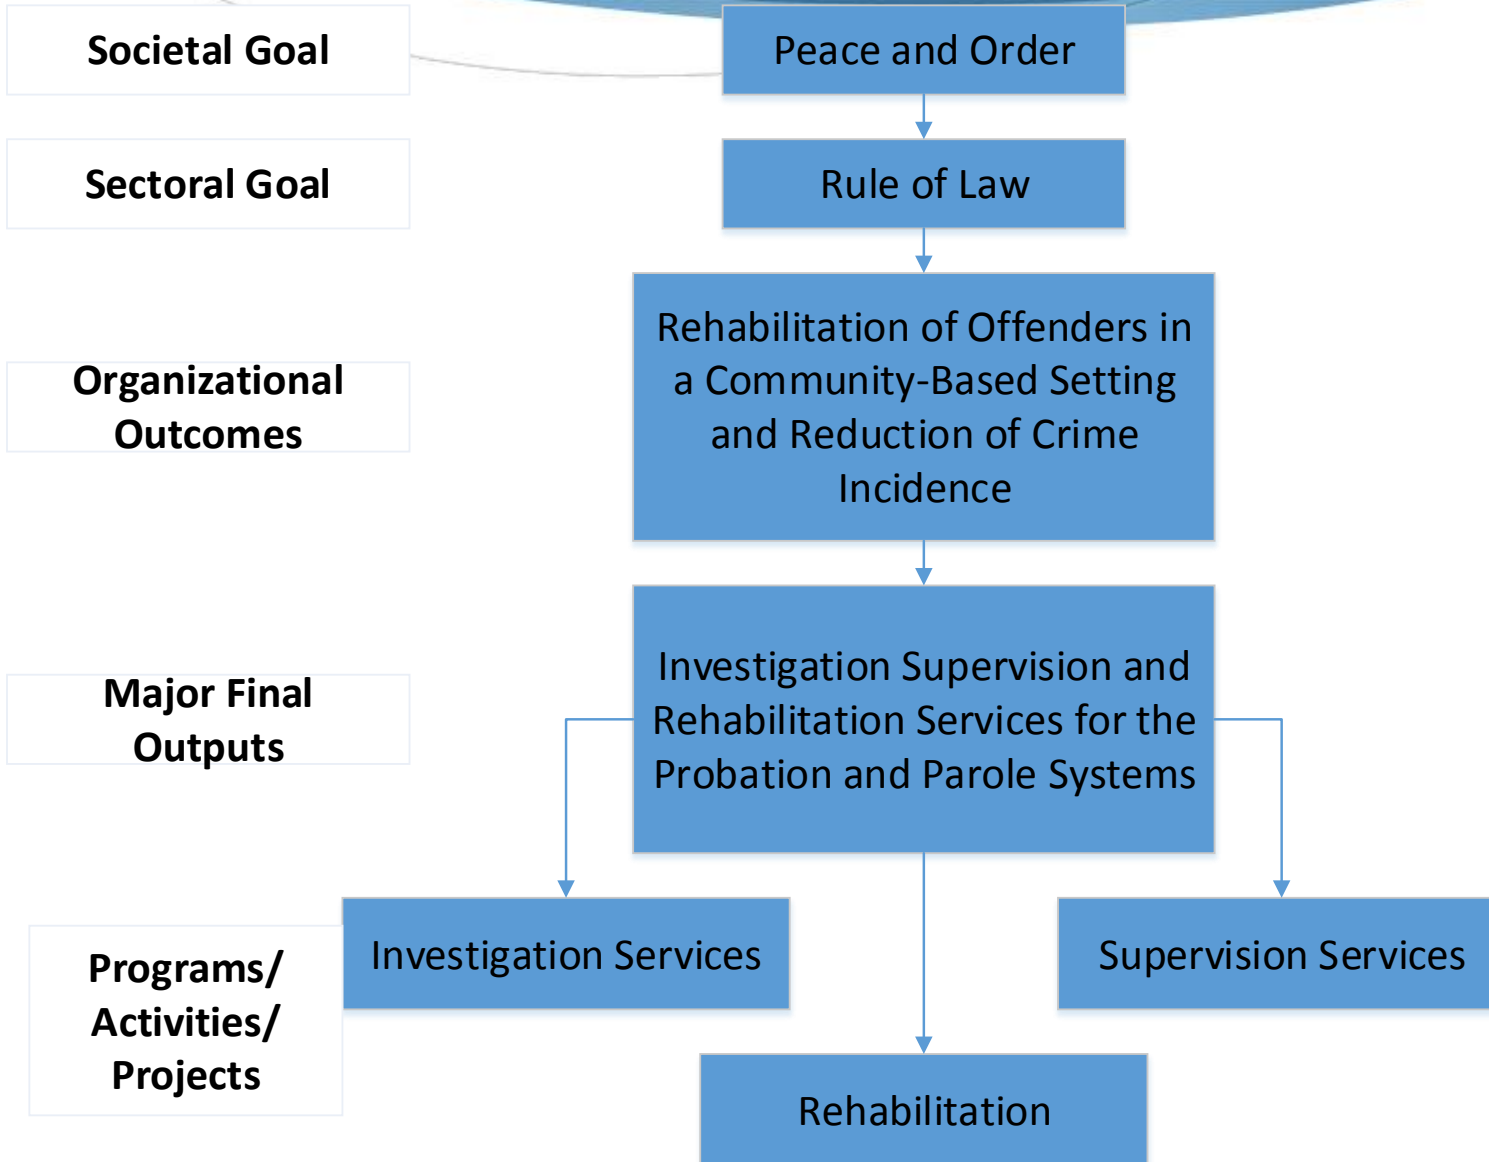 Societal Goal
Peace and Order
Sectoral Goal
Rule of Law
Organizational
Outcomes
Rehabilitation of Offenders in
a Community-Based Setting
and Reduction of Crime
Incidence
Major Final
Outputs
Investigation Supervision and
Rehabilitation Services for the
Probation and Parole Systems
Programs/
Activities/
Projects
Investigation Services
Supervision Services
Rehabilitation